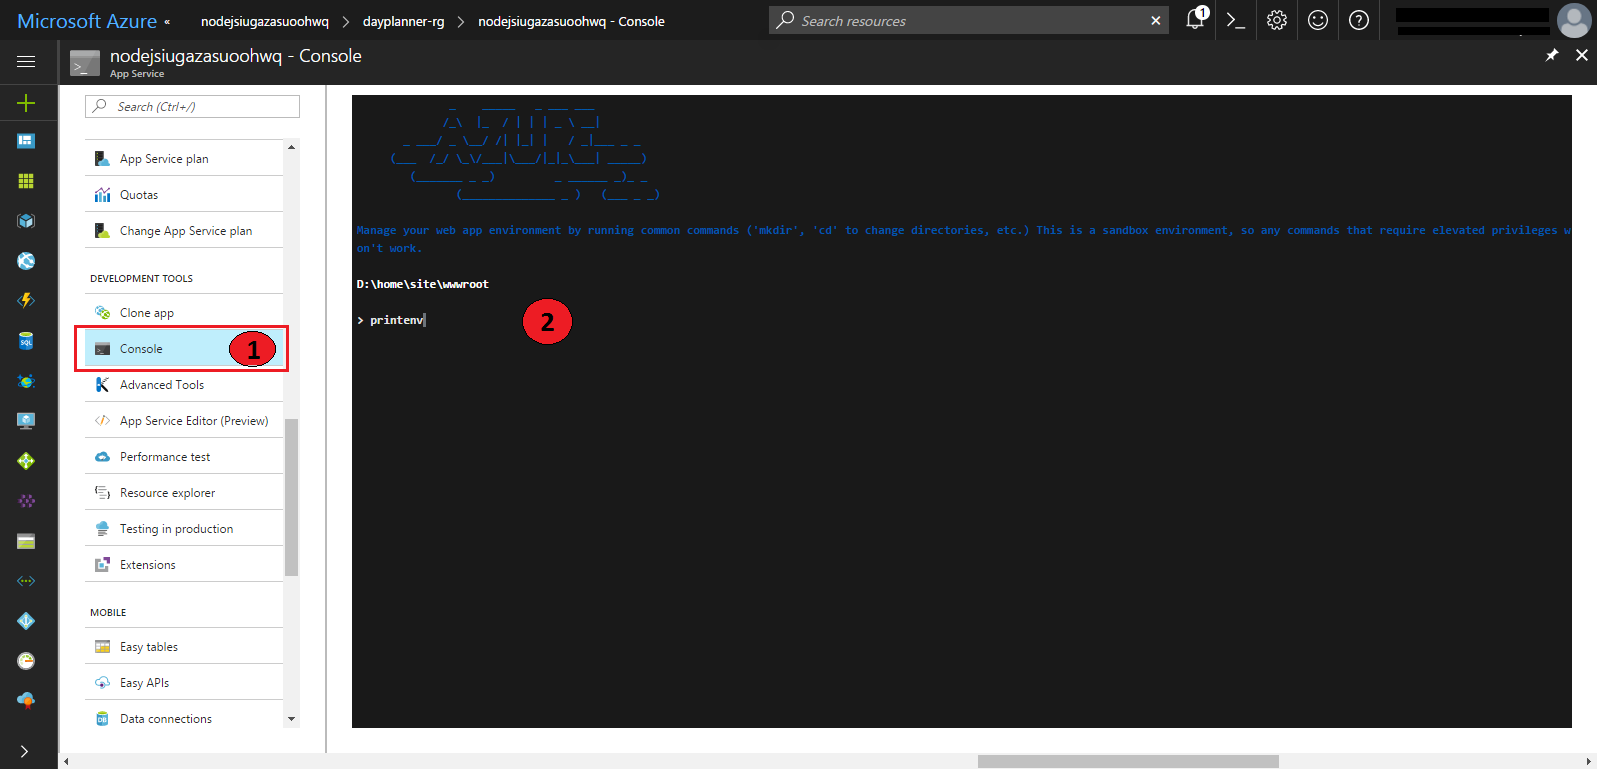 Microsoft Azure «
nodejsiugazasuoohwq > dayplanner-rg > nodejsiugazasuoohwq - Console
Search resources
1
nodejsiugazasuoohwq - Console
App Service
Search (Ctrl+/)
App Service plan
Quotas
Change App Service plan
DEVELOPMENT TOOLS
Clone app
Console
1
Advanced Tools
App Service Editor (Preview)
Performance test
Resource explorer
Testing in production
Extensions
MOBILE
Easy tables
Easy APIs
Data connections
Manage your web app environment by running common commands ('mkdir', 'cd' to change directories, etc.) This is a sandbox environment, so any commands that require elevated privileges w
on't work.
D:\home\site\wwwroot
> printenv
2